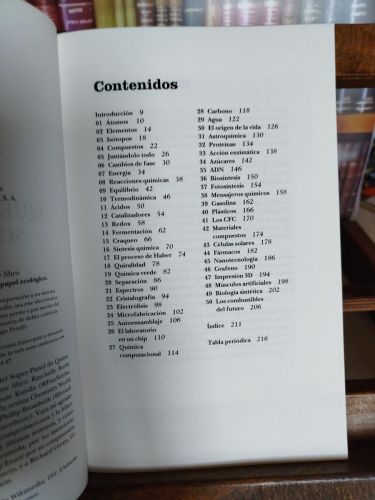 Contenidos
Introducción 9
01 Átomos 10
02 Elementos 14
03 Isótopos 18
04 Compuestos 22
05 Juntándolo todo 26
06 Cambios de fase 30
07 Energía 34
08 Reacciones químicas 38
09 Equilibrio 42
10 Termodinámica 46
11 Ácidos 50
12 Catalizadores 54
13 Redox 58
14 Fermentación 62
15 Craqueo 66
16 Síntesis química 70
17 El proceso de Haber 74
18 Quiralidad 78
19 Química verde 82
20 Separación 86
21 Espectros 90
22 Cristalografía 94
23 Electrólisis 98
24 Microfabricación 102
25 Autoensamblaje 106
26 El laboratorio
en un chip 110
27 Química
computacional 114
28 Carbono 118
29 Agua 122
30 El origen de la vida 126
31 Astroquímica 130
32 Proteínas 134
33 Acción enzimática 138
34 Azúcares 142
35 ADN 146
36 Biosíntesis 150
37 Fotosíntesis 154
38 Mensajeros químicos 158
39 Gasolina 162
40 Plásticos 166
41 Los CFC 170
42 Materiales
compuestos 174
43 Células solares 178
44 Fármacos 182
45 Nanotecnología 186
46 Grafeno 190
47 Impresión 3D 194
48 Músculos artificiales 198
49 Biología sintética 202
50 Los combustibles
del futuro 206
Índice 211
Tabla periódica 216
S. A.
libro
papel ecológico.